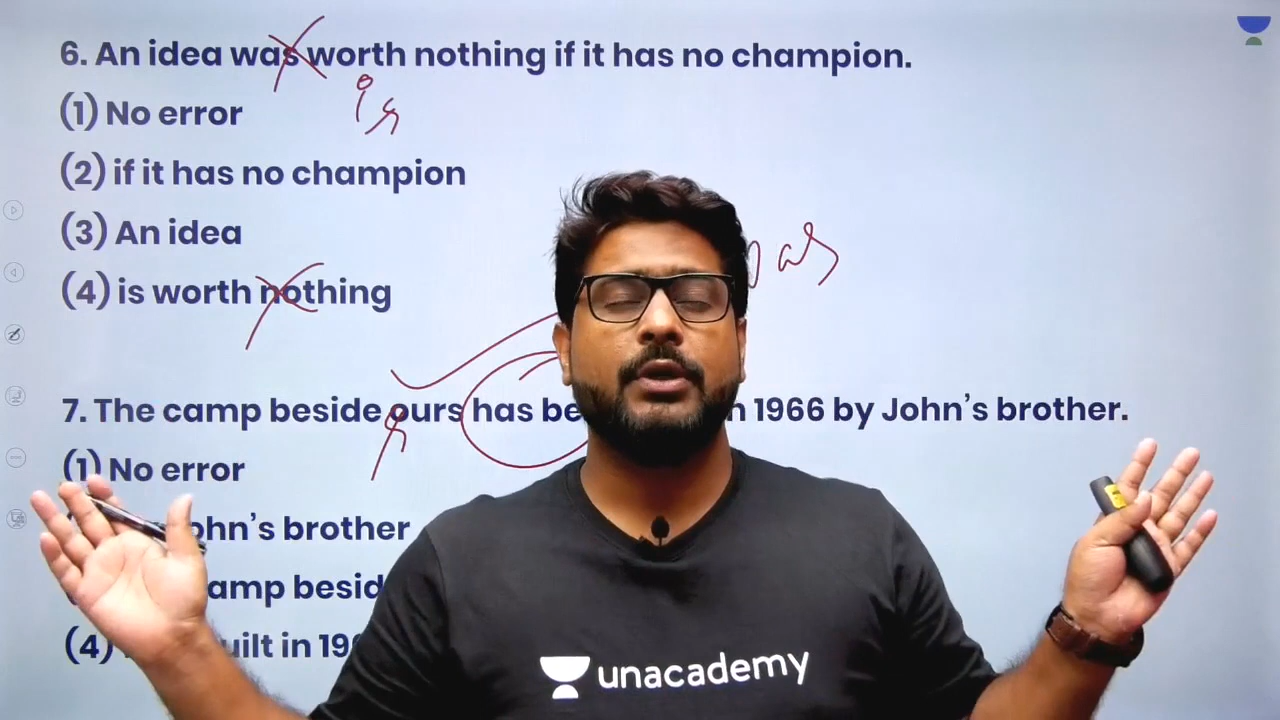 6. An idea was worth nothing if it has no champion.
is
(1) No error
(2) if it has no champion
(3) An idea
as
(4) is worth nothing
7. The camp beside ours has be n 1966 by John's brother.
(1) No error
ohn's brother
amp besid
(4) uilt in 19
unacademy